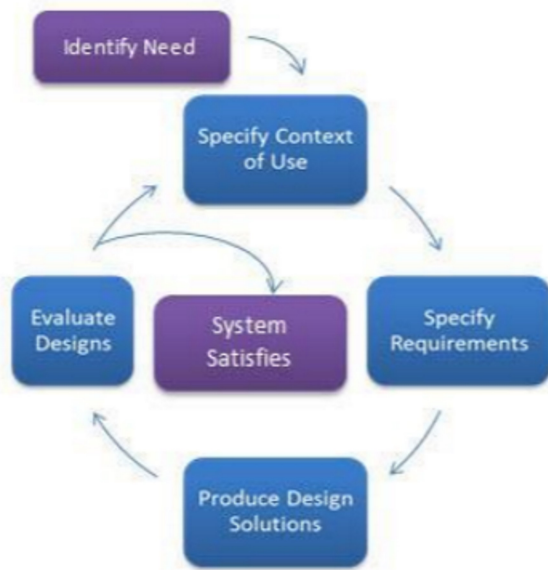 Identify Need
Specify Context
of Use
Evaluate
Designs
System
Satisfies
Specify
Requirements
Produce Design
Solutions